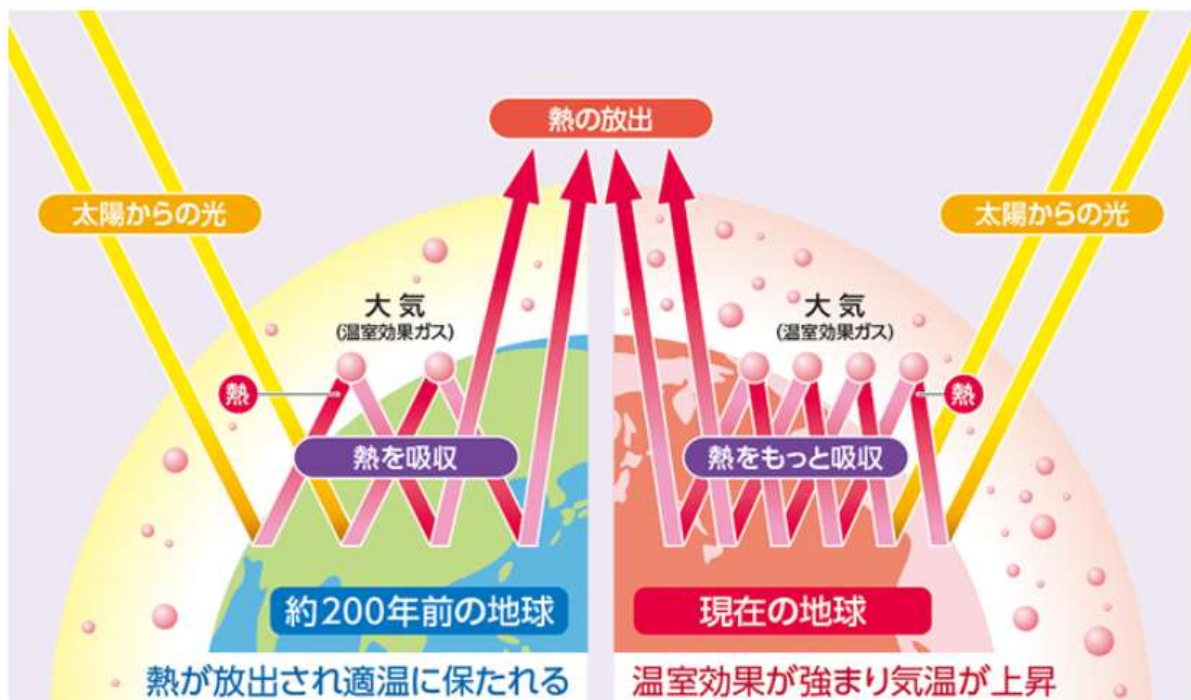 熱の放出
太陽からの光
太陽からの光
大気
(温室効果ガス)
大気
(温室効果ガス)
熱
熱
熱を吸収
熱をもっと吸収
約200年前の地球
現在の地球
熱が放出され適温に保たれる
温室効果が強まり気温が上昇